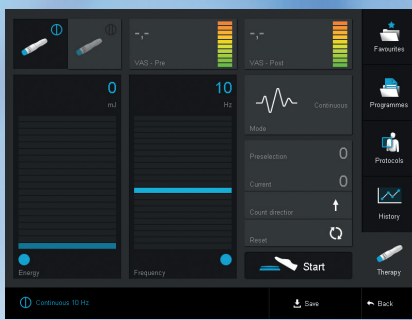 -,-
VAS - Pre
-,-
VAS - Post
Favourites
0
mJ
10
Hz
Continuous
Mode
Programmes
Preselection 0
Current 0
Count direction
Reset
Protocols
History
Energy
Frequency
Start
Therapy
Continuous 10 Hz
Save
Back